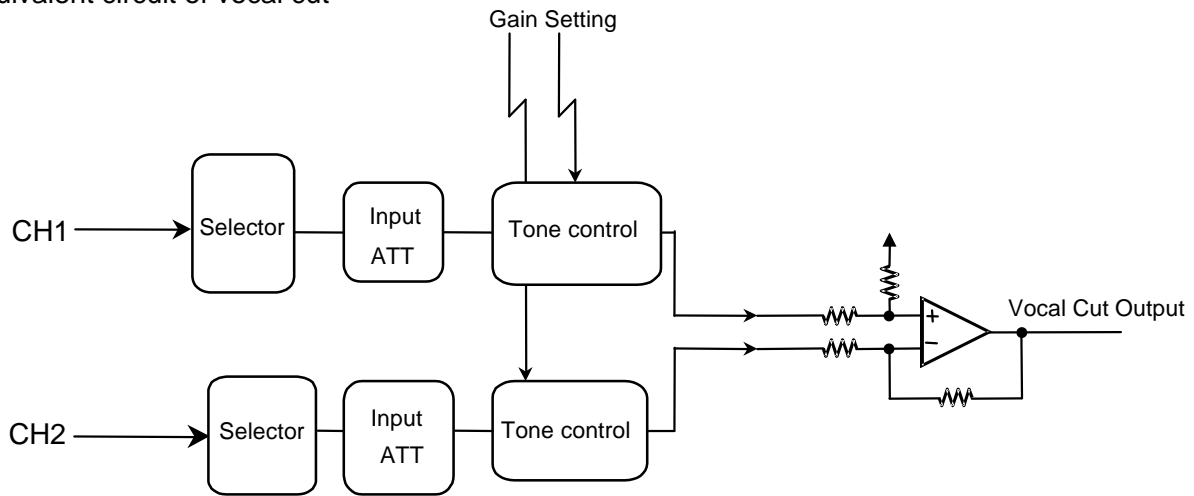 Gain Setting
CH1
Selector
Input
ATT
Tone control
Vocal Cut Output
+
−
CH2
Selector
Input
ATT
Tone control